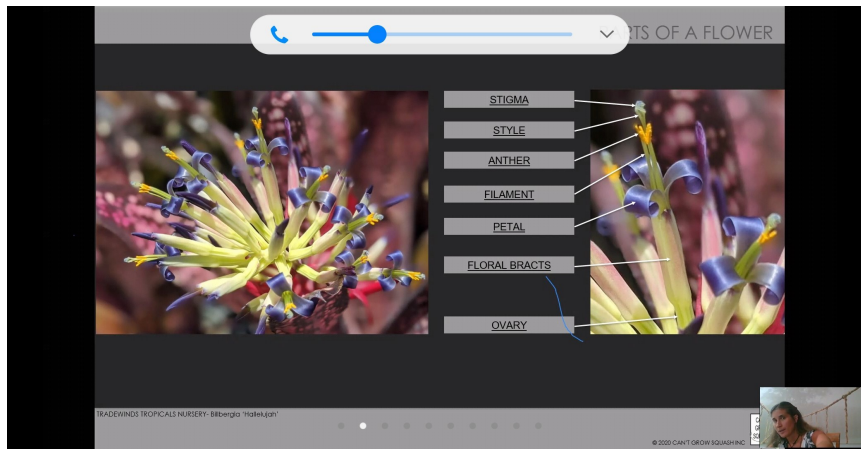 RTS OF A FLOWER
STIGMA
STYLE
ANTHER
FILAMENT
PETAL
FLORAL BRACTS
OVARY
TRADEWINDS TROPICALS NURSERY- Billbergia 'Hallelujah'
© 2020 CAN'T GROW SQUASH INC